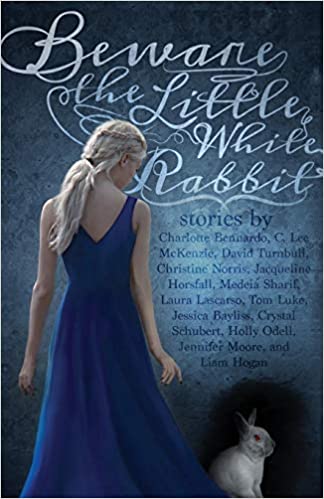 Beware
the Little
White
Rabbit
stories by
Charlotte Bennardo, C. Lee
McKenzie, David Turnbull,
Christine Norris, Jacqueline
Horsfall, Medeia Sharif,
Laura Lascarso, Tom Luke,
Jessica Bayliss, Crystal
Schubert, Holly Odell,
Jennifer Moore, and
Liam Hogan